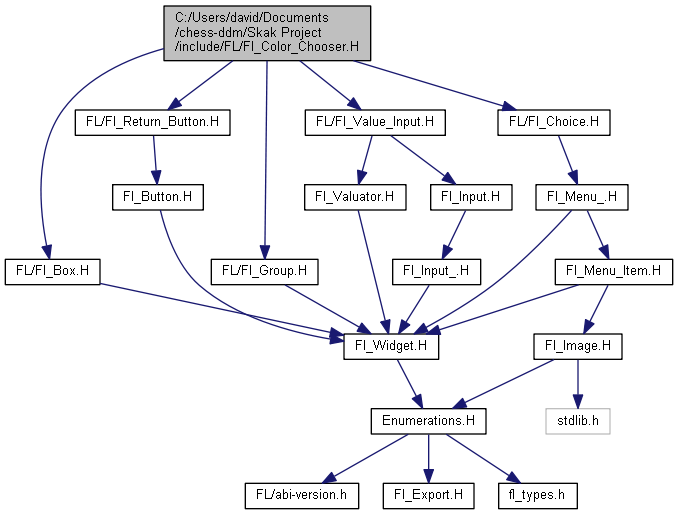 C:/Users/david/Documents
/chess-ddm/Skak Project
/include/FL/Fl_Color_Chooser.H
FL/Fl_Return_Button.H
FL/Fl_Value_Input.H
FL/Fl_Choice.H
Fl_Button.H
Fl_Valuator.H
Fl_Input.H
Fl_Menu_.H
FL/Fl_Box.H
FL/Fl_Group.H
Fl_Input_.H
Fl_Menu_Item.H
Fl_Widget.H
Fl_Image.H
Enumerations.H
stdlib.h
FL/abi-version.h
Fl_Export.H
fl_types.h